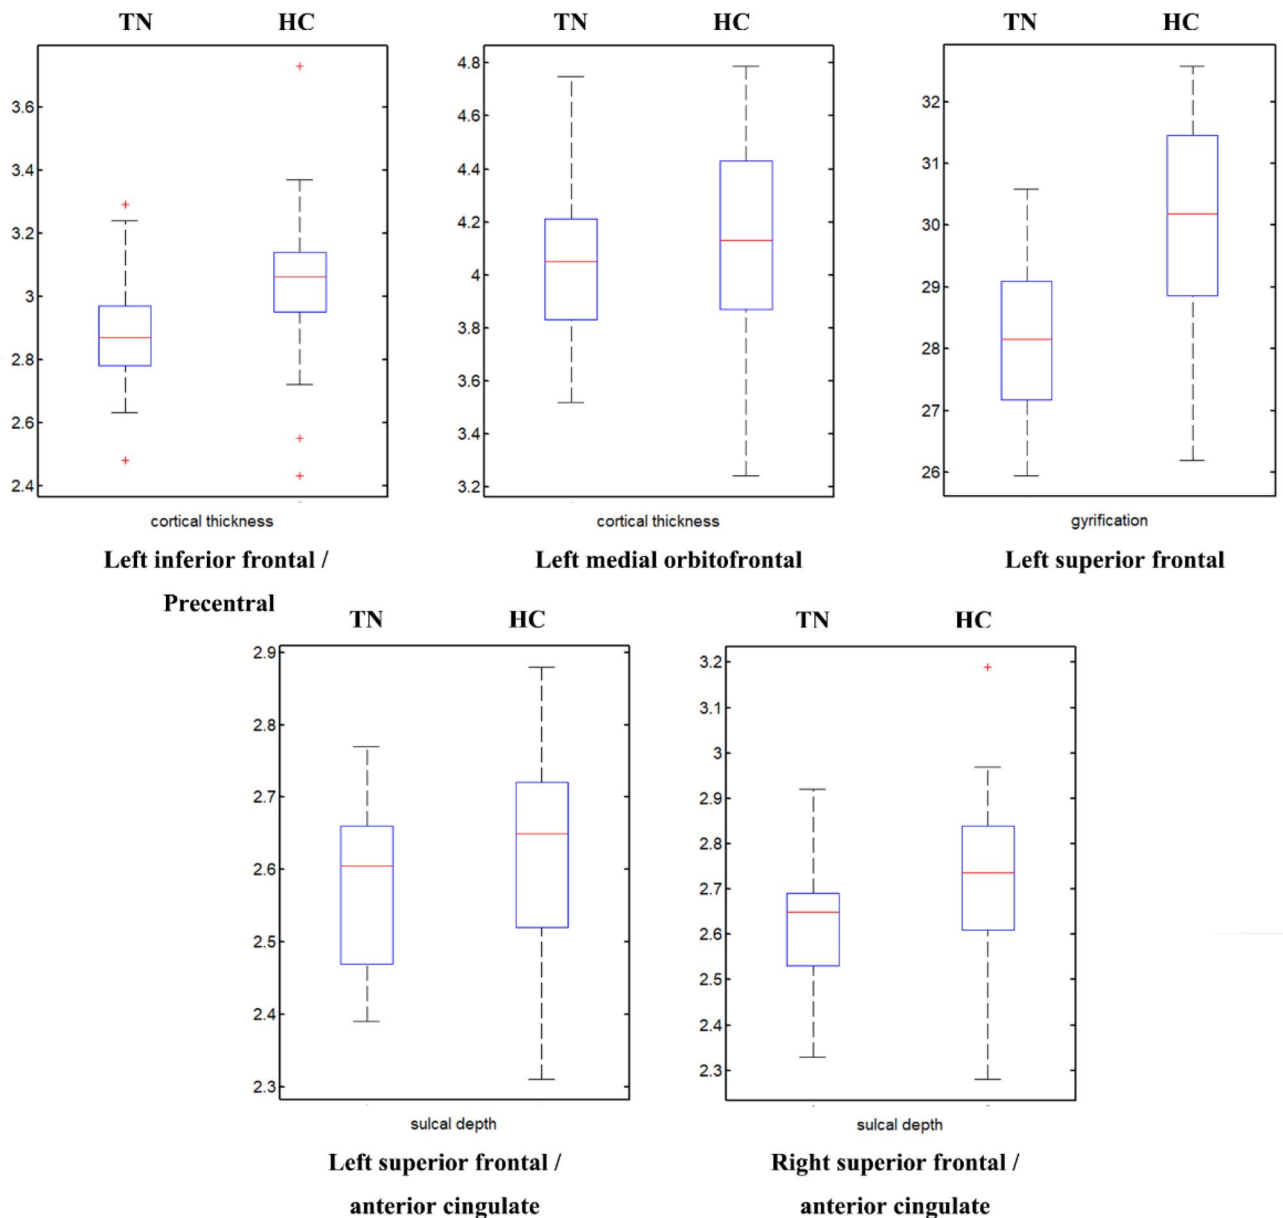 TN HC
3.6
3.4
3.2
3
2.8
2.6
2.4
cortical thickness
Left inferior frontal /
Precentral
TN HC
4.8
4.6
4.4
4.2
4
3.8
3.6
3.4
3.2
cortical thickness
Left medial orbitofrontal
TN HC
32
31
30
29
28
27
26
gyrification
Left superior frontal
TN HC
2.9
2.8
2.7
2.6
2.5
2.4
2.3
sulcal depth
Left superior frontal /
anterior cingulate
TN HC
3.2
3.1
3
2.9
2.8
2.7
2.6
2.5
2.4
2.3
sulcal depth
Right superior frontal /
anterior cingulate